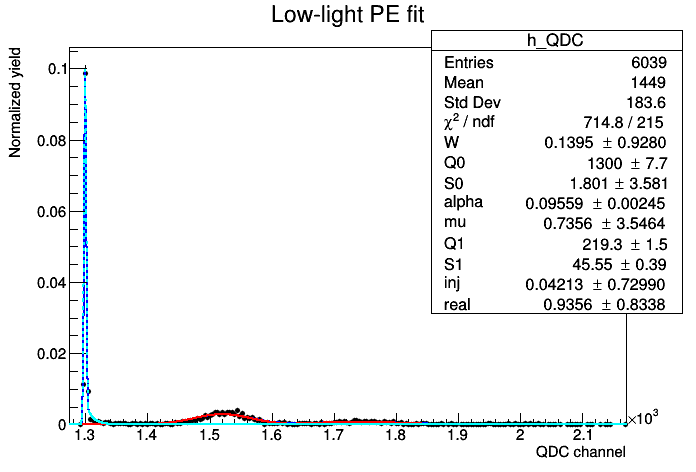 Low-light PE fit
h_QDC
Entries 6039
Mean 1449
Std Dev 183.6
χ² / ndf 714.8 / 215
W 0.1395 ± 0.9280
Q0 1300 ± 7.7
S0 1.801 ± 3.581
alpha 0.09559 ± 0.00245
mu 0.7356 ± 3.5464
Q1 219.3 ± 1.5
S1 45.55 ± 0.39
inj 0.04213 ± 0.72990
real 0.9356 ± 0.8338
Normalized yield
0.1
0.08
0.06
0.04
0.02
0
1.3 1.4 1.5 1.6 1.7 1.8 1.9 2 2.1
×10³
QDC channel